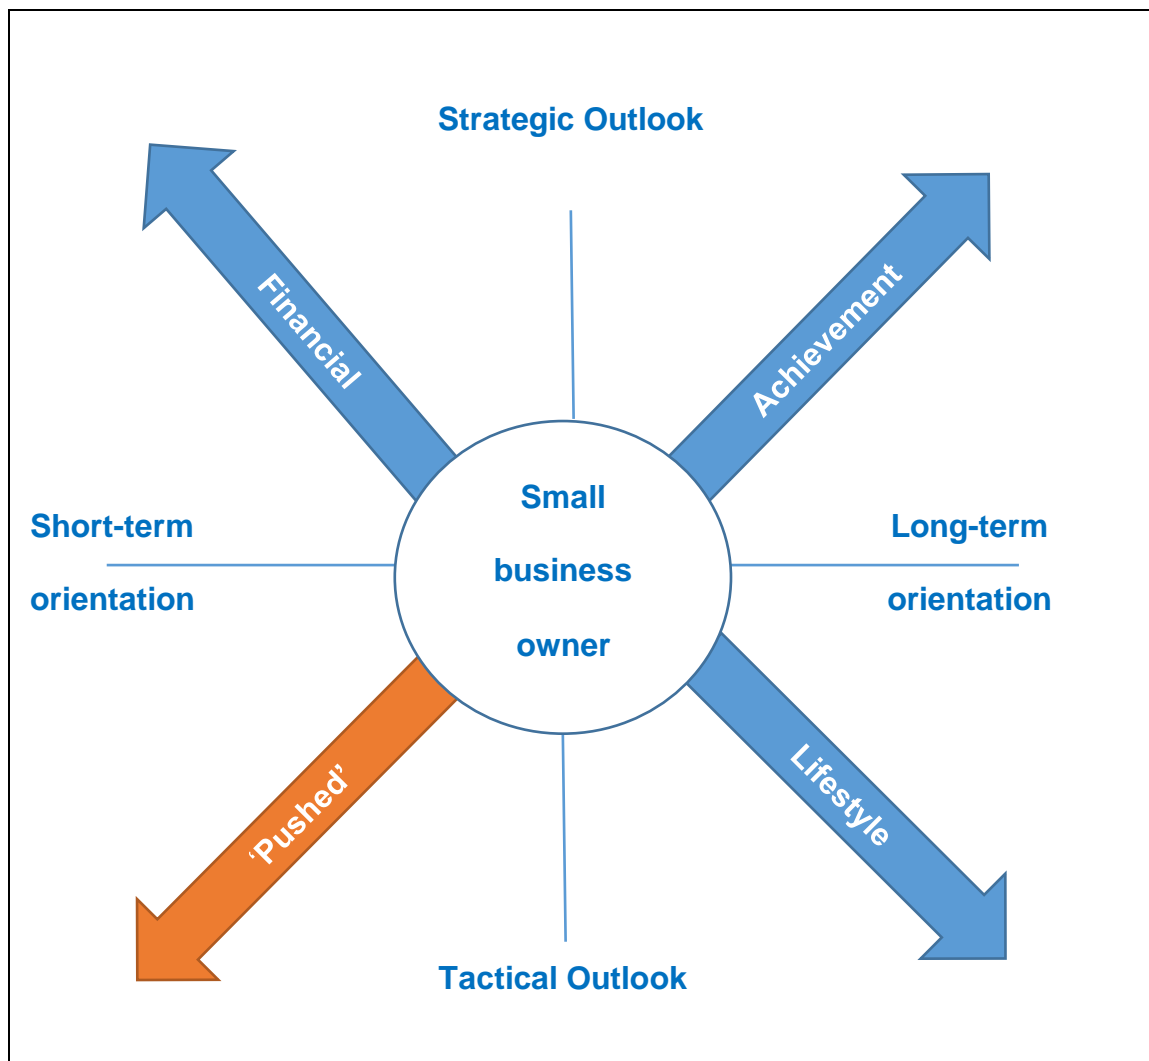 Strategic Outlook
Financial
Achievement
Small
business
owner
Short-term
orientation
Long-term
orientation
‘Pushed’
Lifestyle
Tactical Outlook